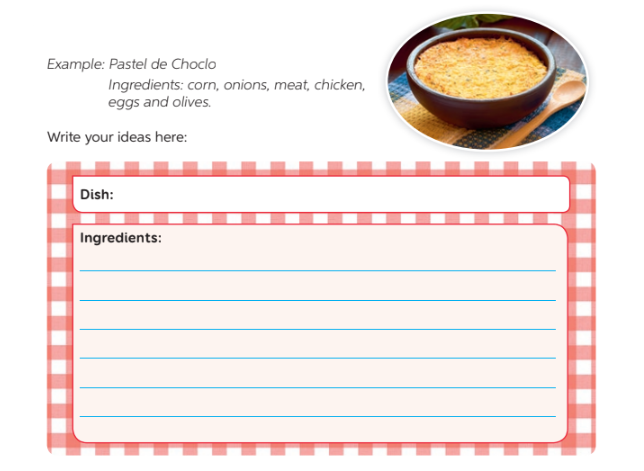 Example: Pastel de Choclo
Ingredients: corn, onions, meat, chicken,
eggs and olives.
Write your ideas here:
Dish:
Ingredients: